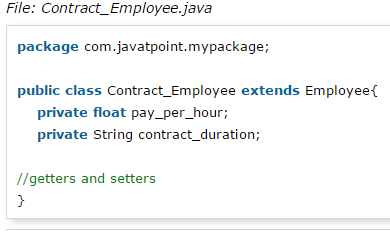 File: Contract_Employee.java
package com.javatpoint.mypackage;
public class Contract_Employee extends Employee{
private float pay_per_hour;
private String contract_duration;
//getters and setters
}